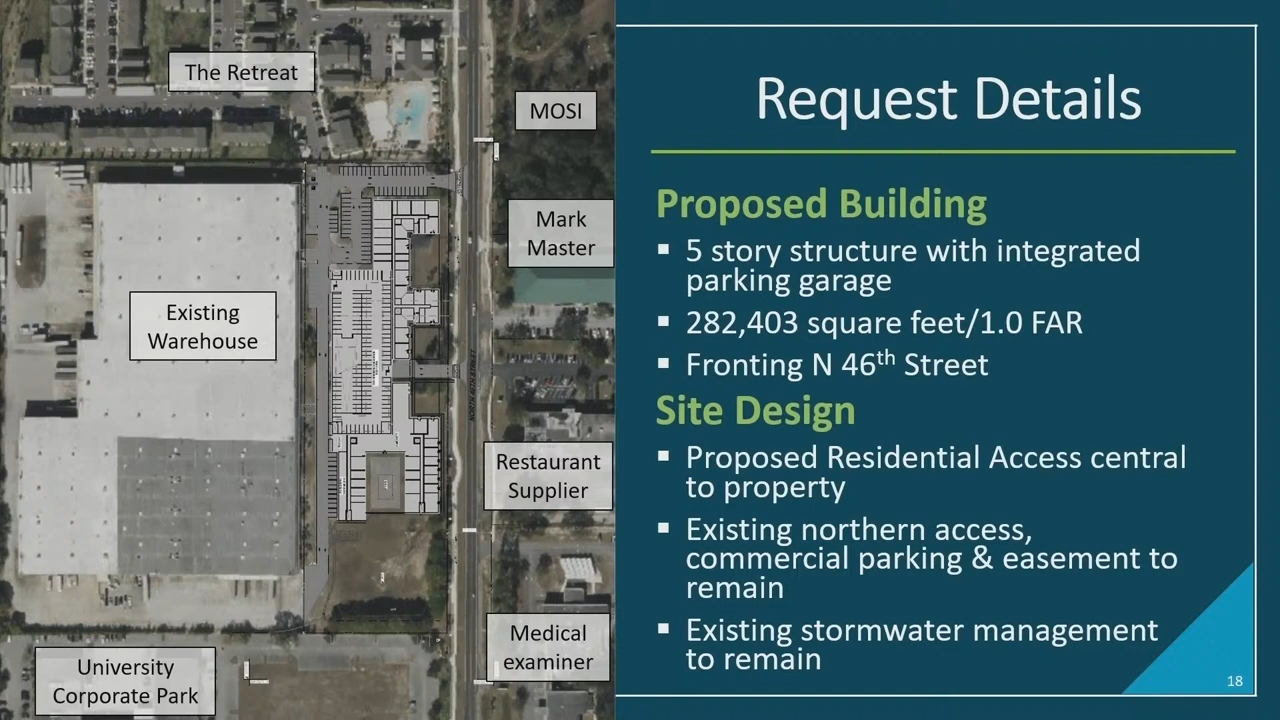 The Retreat
MOSI
Mark
Master
Existing
Warehouse
NORTH 46TH STREET
Restaurant
Supplier
Medical
examiner
University
Corporate Park
Request Details
Proposed Building
▪ 5 story structure with integrated
parking garage
▪ 282,403 square feet/1.0 FAR
▪ Fronting N 46th Street
Site Design
▪ Proposed Residential Access central
to property
▪ Existing northern access,
commercial parking & easement to
remain
▪ Existing stormwater management
to remain
18